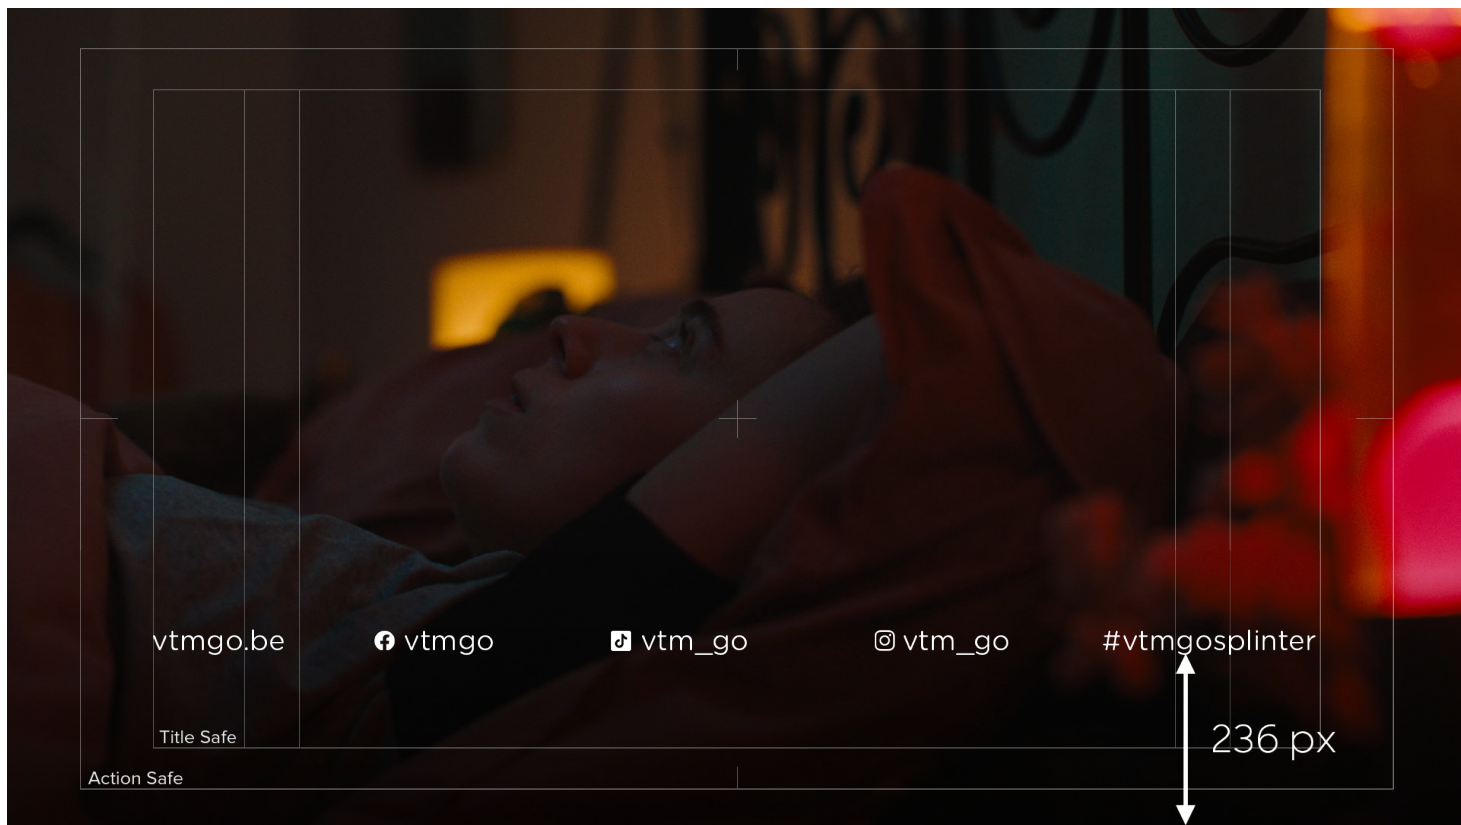 vtmgo.be
vtmgo
vtm_go
vtm_go
#vtmgosplinter
Title Safe
236 px
Action Safe